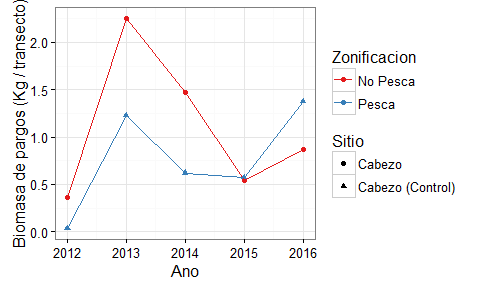 Biomasa de pargos (Kg / transecto)
2.0
1.5
1.0
0.5
0.0
2012 2013 2014 2015 2016
Ano
Zonificacion
No Pesca
Pesca
Sitio
Cabezo
Cabezo (Control)